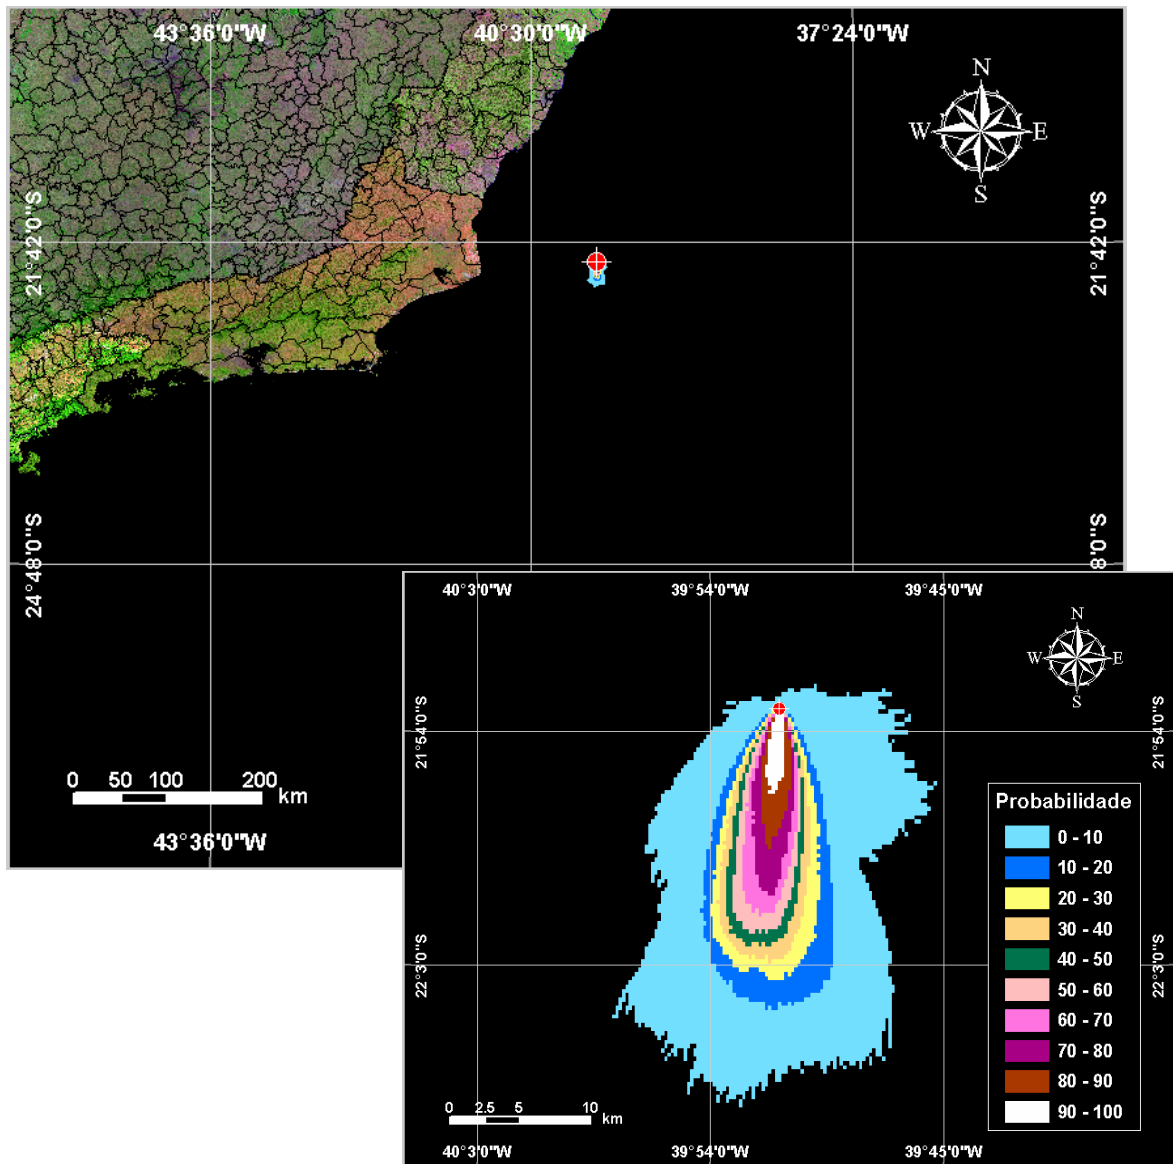 43°36'0"W 40°30'0"W 37°24'0"W
N
W E
S
21°42'0"S 21°42'0"S
24°48'0"S 8'0"S
0 50 100 200
km
43°36'0"W
40°3'0"W 39°54'0"W 39°45'0"W
N
W E
S
21°54'0"S 21°54'0"S
22°3'0"S 22°3'0"S
Probabilidade
0 - 10
10 - 20
20 - 30
30 - 40
40 - 50
50 - 60
60 - 70
70 - 80
80 - 90
90 - 100
0 2.5 5 10
km
40°3'0"W 39°54'0"W 39°45'0"W